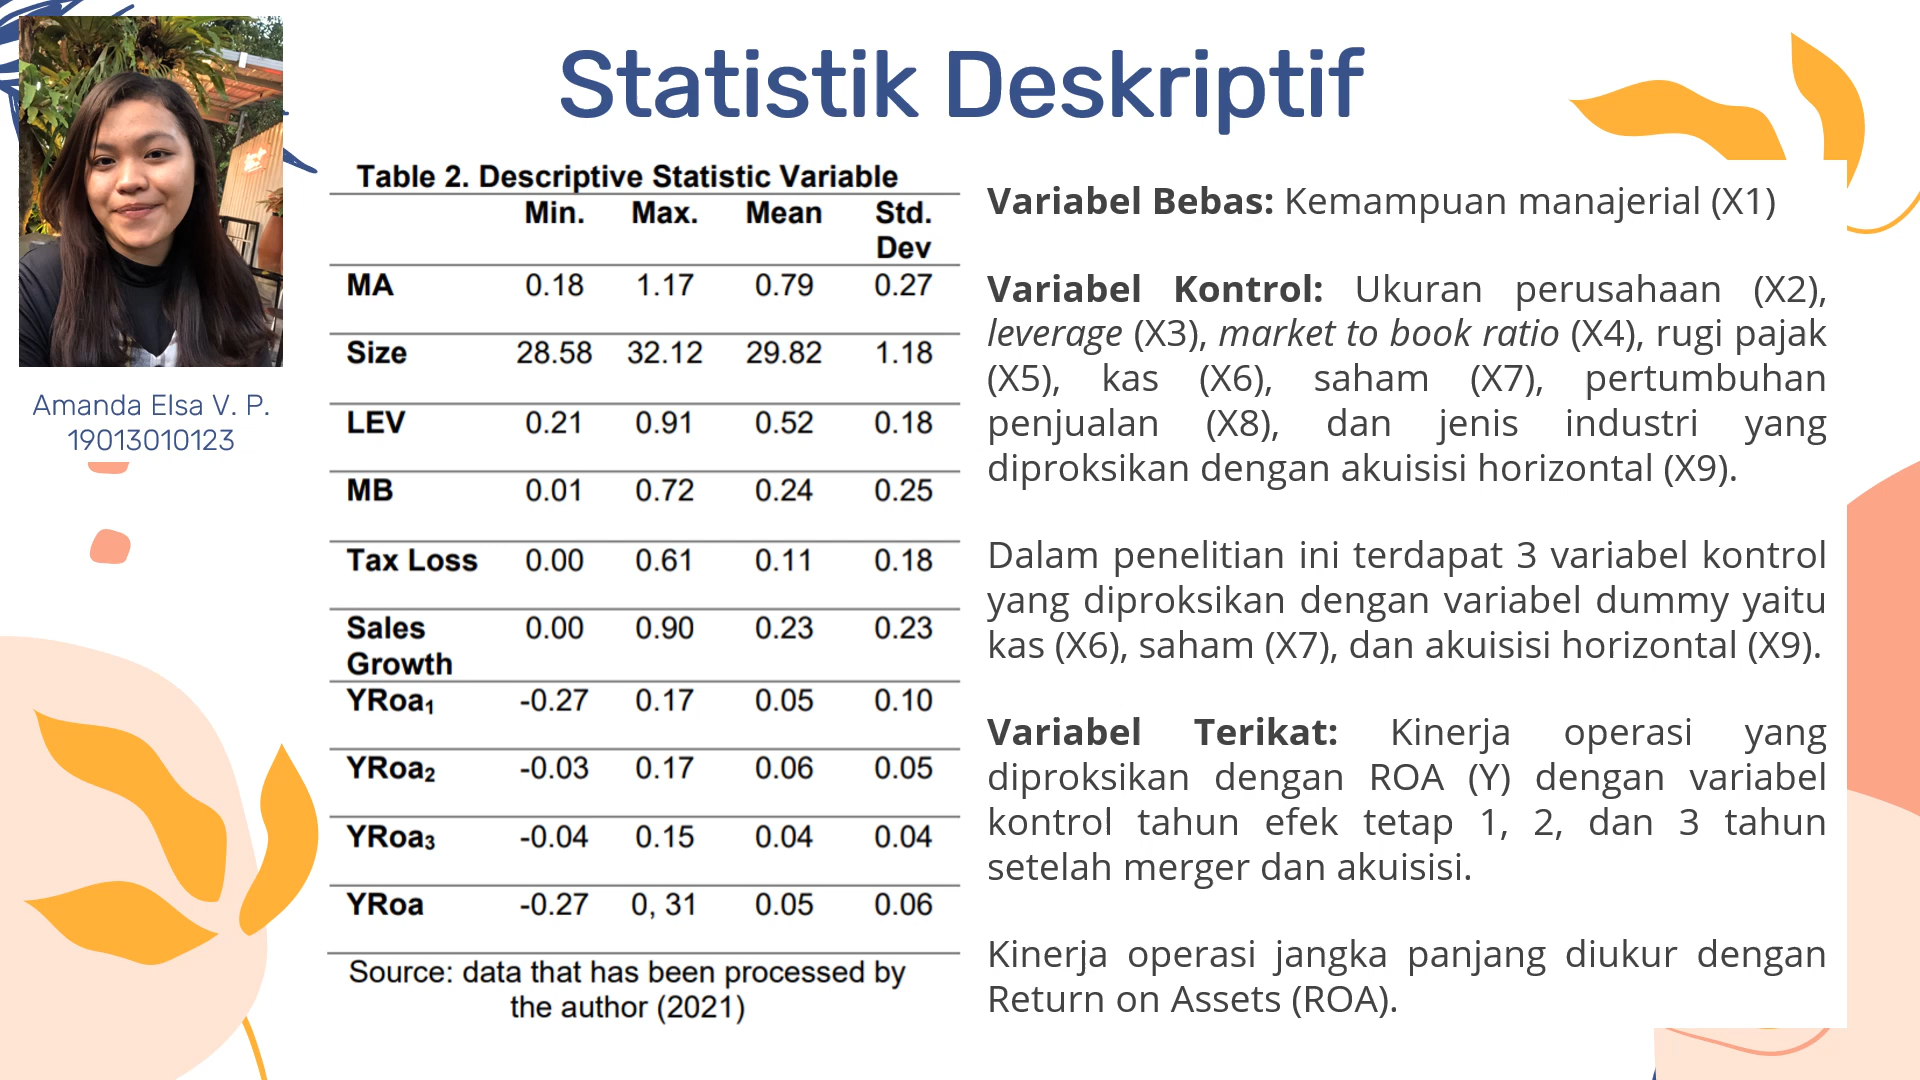 Statistik Deskriptif
Amanda Elsa V. P.
19013010123
Table 2. Descriptive Statistic Variable
Min. Max. Mean Std. Dev
MA 0.18 1.17 0.79 0.27
Size 28.58 32.12 29.82 1.18
LEV 0.21 0.91 0.52 0.18
MB 0.01 0.72 0.24 0.25
Tax Loss 0.00 0.61 0.11 0.18
Sales Growth 0.00 0.90 0.23 0.23
YRoa₁ -0.27 0.17 0.05 0.10
YRoa₂ -0.03 0.17 0.06 0.05
YRoa₃ -0.04 0.15 0.04 0.04
YRoa -0.27 0, 31 0.05 0.06
Source: data that has been processed by
the author (2021)
Variabel Bebas: Kemampuan manajerial (X1)
Variabel Kontrol: Ukuran perusahaan (X2),
leverage (X3), market to book ratio (X4), rugi pajak
(X5), kas (X6), saham (X7), pertumbuhan
penjualan (X8), dan jenis industri yang
diproksikan dengan akuisisi horizontal (X9).
Dalam penelitian ini terdapat 3 variabel kontrol
yang diproksikan dengan variabel dummy yaitu
kas (X6), saham (X7), dan akuisisi horizontal (X9).
Variabel Terikat: Kinerja operasi yang
diproksikan dengan ROA (Y) dengan variabel
kontrol tahun efek tetap 1, 2, dan 3 tahun
setelah merger dan akuisisi.
Kinerja operasi jangka panjang diukur dengan
Return on Assets (ROA).